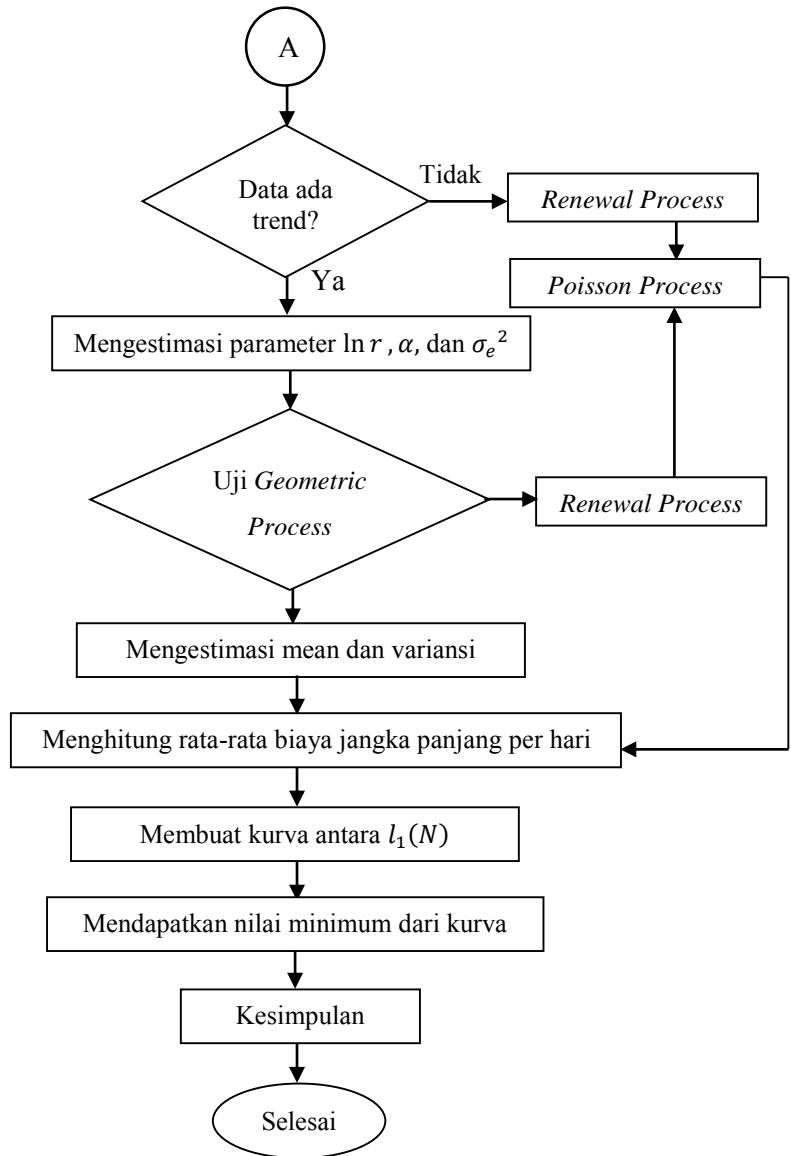 A
Data ada
trend?
Tidak
Renewal Process
Ya
Poisson Process
Mengestimasi parameter ln r , α, dan σₑ²
Uji Geometric
Process
Renewal Process
Mengestimasi mean dan variansi
Menghitung rata-rata biaya jangka panjang per hari
Membuat kurva antara l₁(N)
Mendapatkan nilai minimum dari kurva
Kesimpulan
Selesai